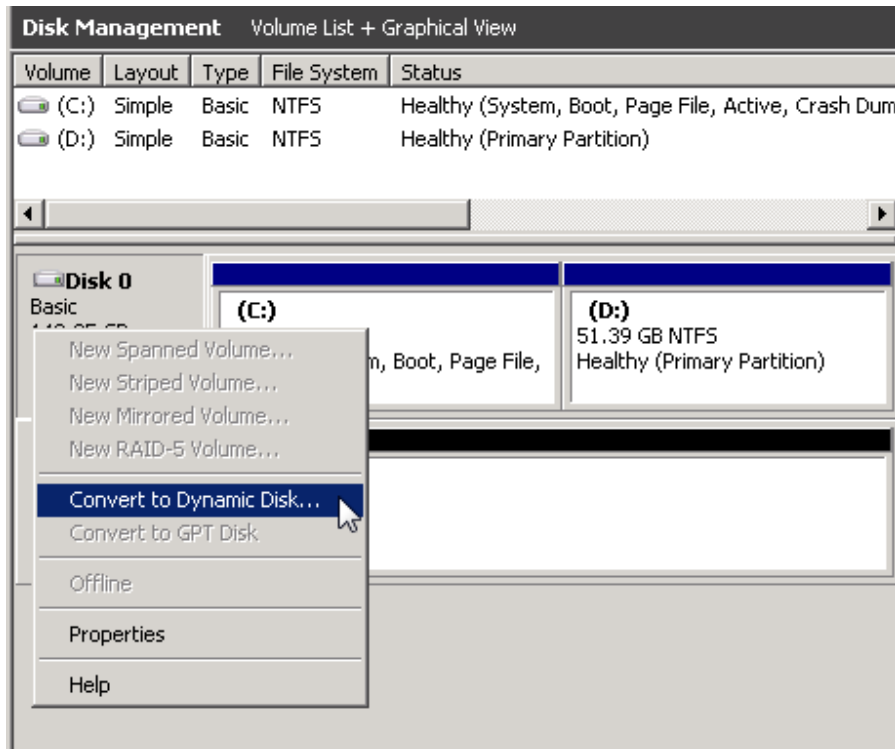 Disk Management Volume List + Graphical View
Volume Layout Type File System Status
(C:) Simple Basic NTFS Healthy (System, Boot, Page File, Active, Crash Dum
(D:) Simple Basic NTFS Healthy (Primary Partition)
Disk 0
Basic
(C:)
m, Boot, Page File,
(D:)
51.39 GB NTFS
Healthy (Primary Partition)
New Spanned Volume...
New Striped Volume...
New Mirrored Volume...
New RAID-5 Volume...
Convert to Dynamic Disk...
Convert to GPT Disk
Offline
Properties
Help